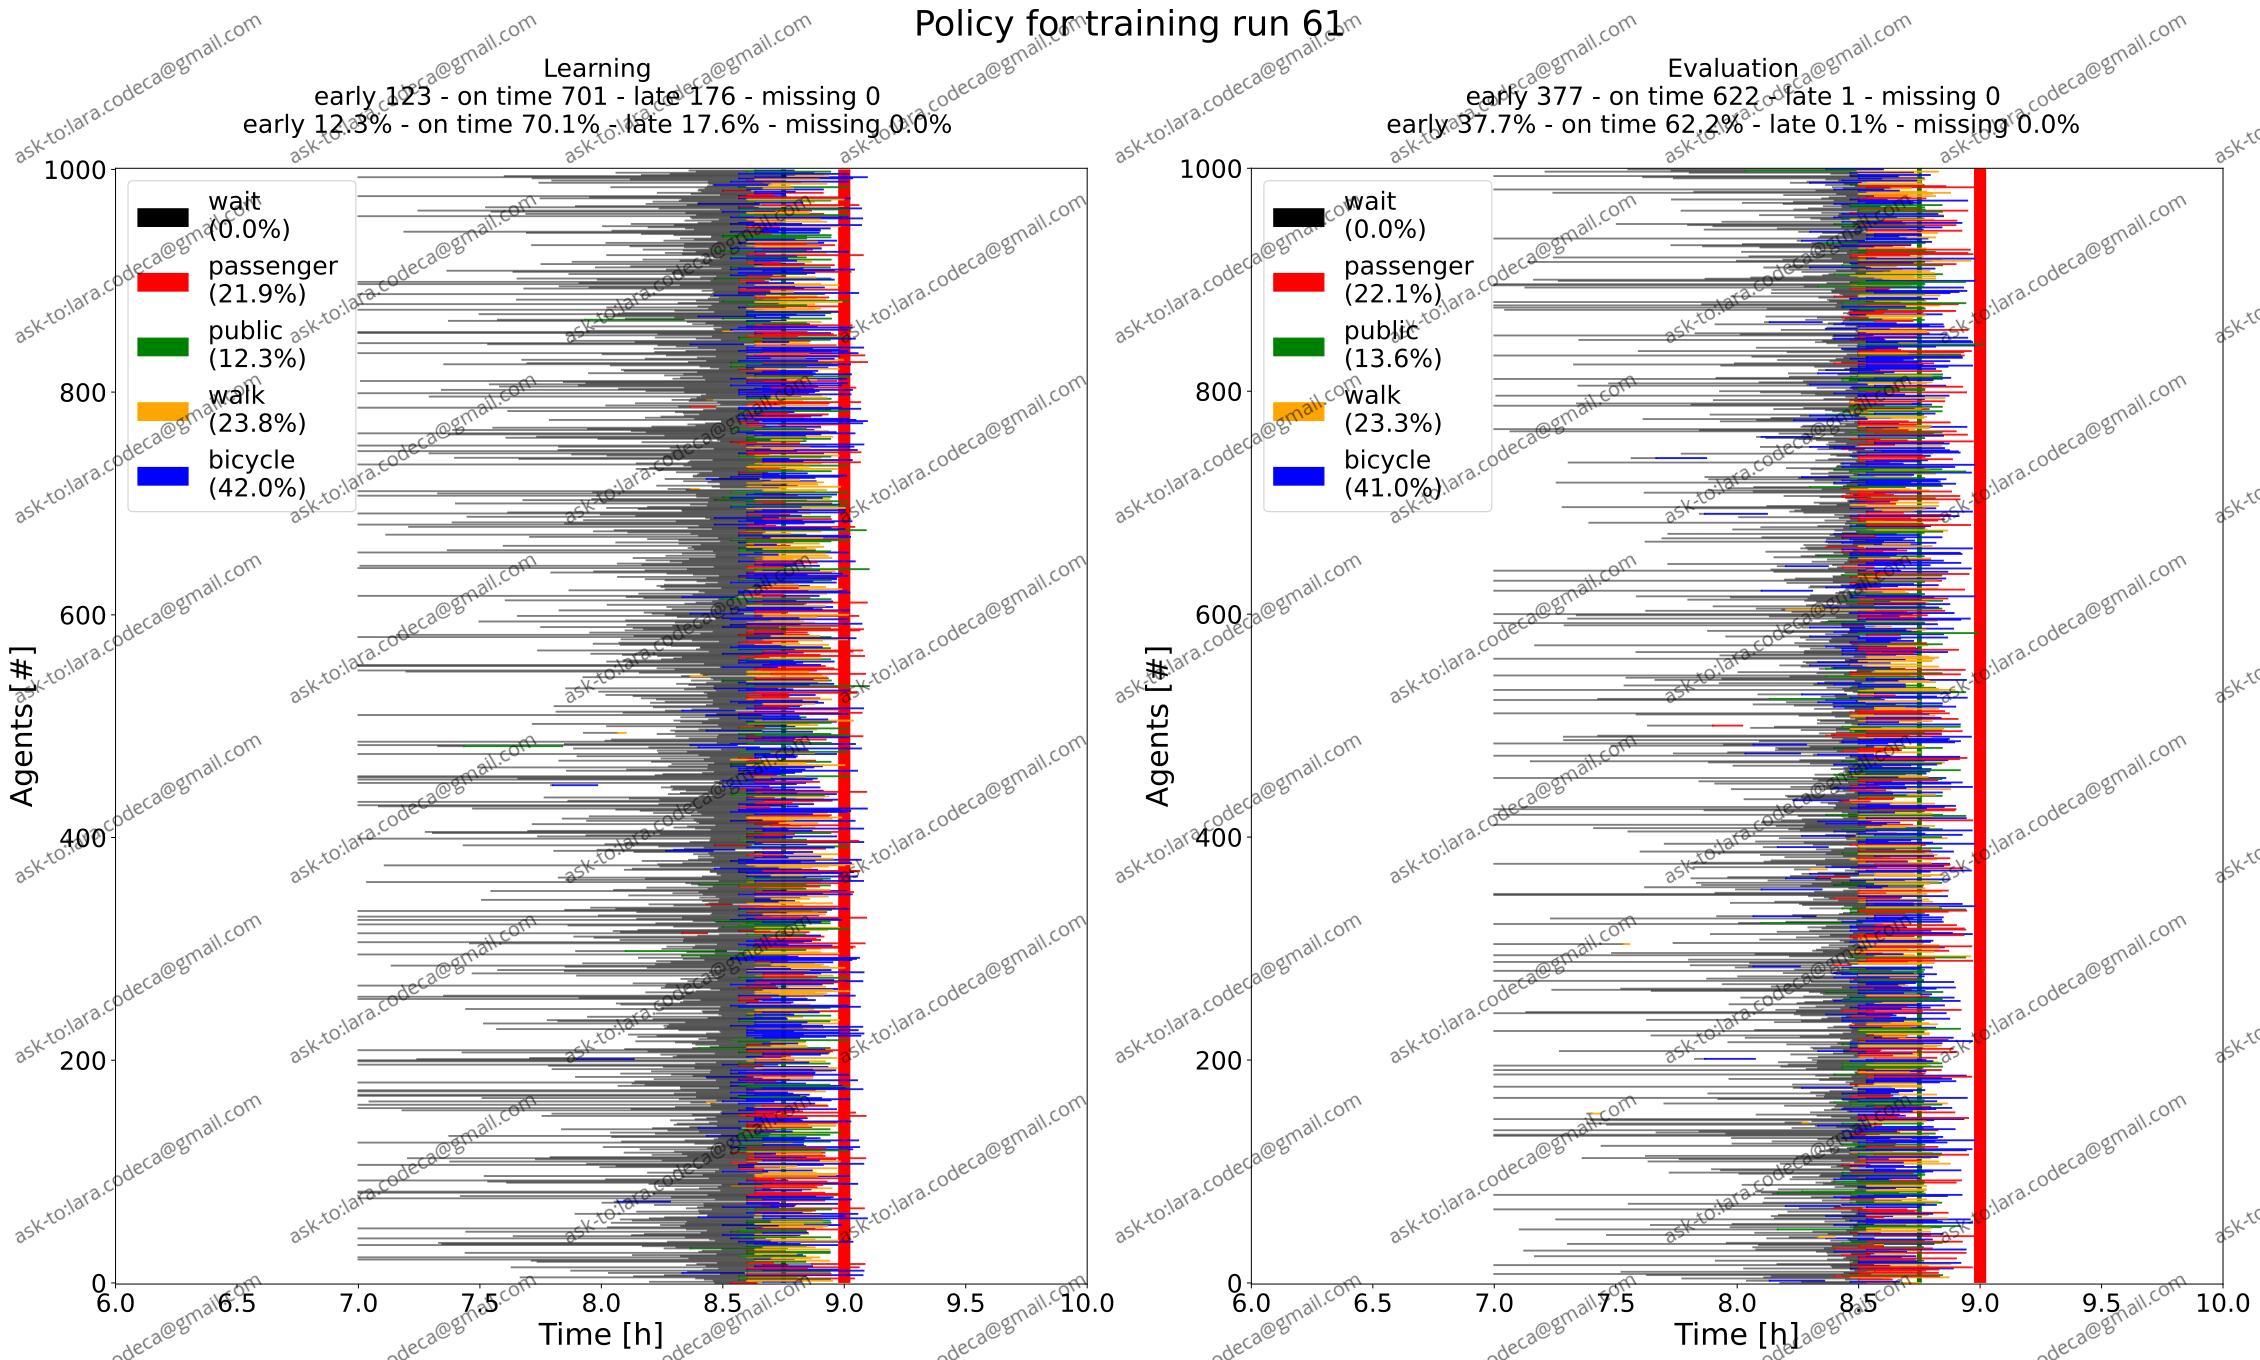 Policy for training run 61
Learning
early 123 - on time 701 - late 176 - missing 0
early 12.3% - on time 70.1% - late 17.6% - missing 0.0%
Evaluation
early 377 - on time 622 - late 1 - missing 0
early 37.7% - on time 62.2% - late 0.1% - missing 0.0%
wait
(0.0%)
passenger
(21.9%)
public
(12.3%)
walk
(23.8%)
bicycle
(42.0%)
1000
800
600
400
200
0
Agents [#]
6.0 6.5 7.0 7.5 8.0 8.5 9.0 9.5 10.0
Time [h]
wait
(0.0%)
passenger
(22.1%)
public
(13.6%)
walk
(23.3%)
bicycle
(41.0%)
1000
800
600
400
200
0
Agents [#]
6.0 6.5 7.0 7.5 8.0 8.5 9.0 9.5 10.0
Time [h]
ask-to:lara.codeca@gmail.com